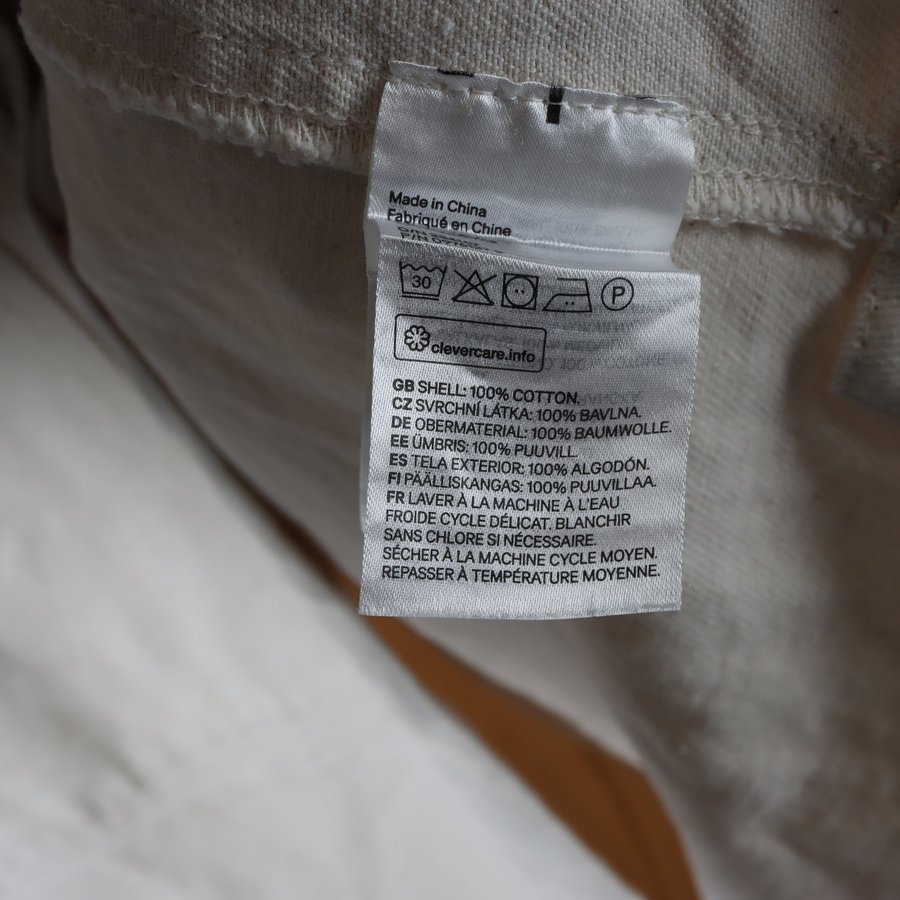 Made in China
Fabriqué en Chine
30
P
clevercare.info
GB SHELL: 100% COTTON.
CZ SVRCHNÍ LÁTKA: 100% BAVLNA.
DE OBERMATERIAL: 100% BAUMWOLLE.
EE ÜMBRIS: 100% PUUVILL.
ES TELA EXTERIOR: 100% ALGODÓN.
FI PÄÄLLISKANGAS: 100% PUUVILLAA.
FR LAVER À LA MACHINE À L'EAU
FROIDE CYCLE DÉLICAT. BLANCHIR
SANS CHLORE SI NÉCESSAIRE.
SÉCHER À LA MACHINE CYCLE MOYEN.
REPASSER À TEMPÉRATURE MOYENNE.